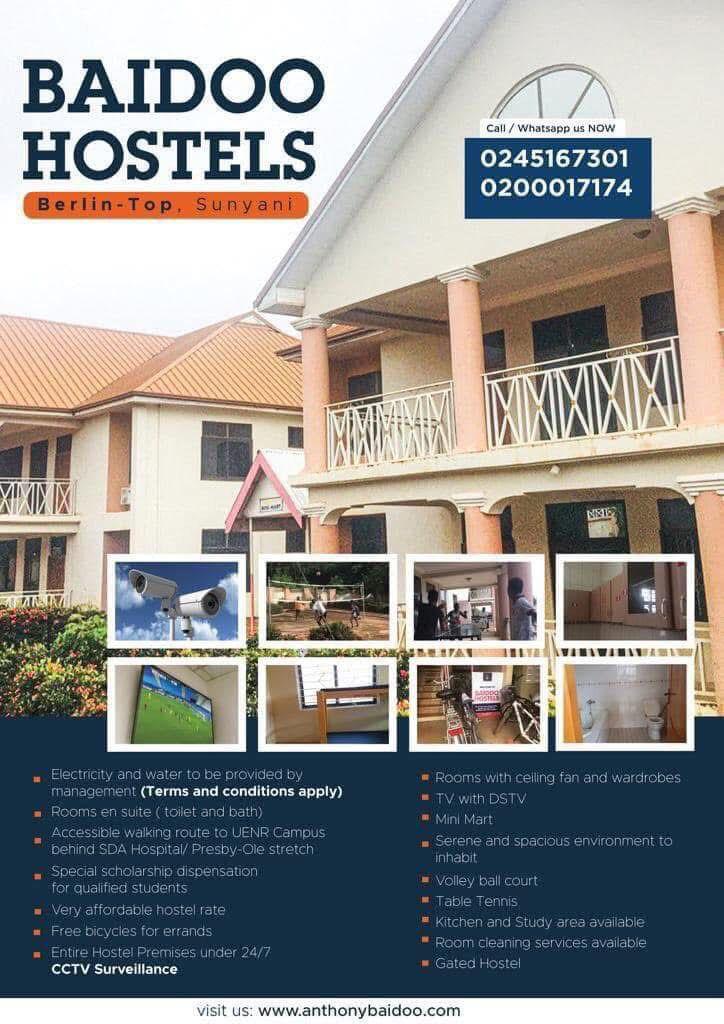 BAIDOO
HOSTELS
Berlin-Top, Sunyani
Call / Whatsapp us NOW
0245167301
0200017174
BAIDOO
HOSTELS
Electricity and water to be provided by
management (Terms and conditions apply)
Rooms en suite ( toilet and bath)
Accessible walking route to UENR Campus
behind SDA Hospital/ Presby-Ole stretch
Special scholarship dispensation
for qualified students
Very affordable hostel rate
Free bicycles for errands
Entire Hostel Premises under 24/7
CCTV Surveillance
Rooms with ceiling fan and wardrobes
TV with DSTV
Mini Mart
Serene and spacious environment to
inhabit
Volley ball court
Table Tennis
Kitchen and Study area available
Room cleaning services available
Gated Hostel
visit us: www.anthonybaidoo.com